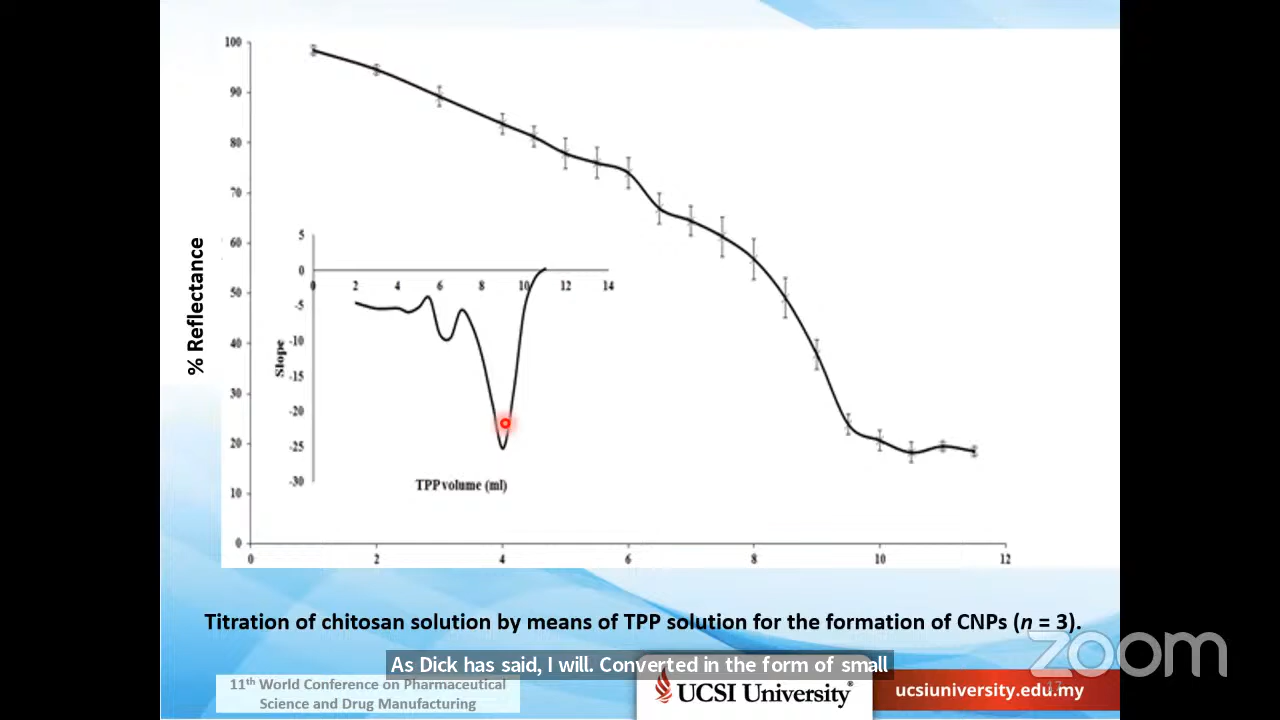 100
90
80
70
60
50
40
30
20
10
0
% Reflectance
0 2 4 6 8 10 12
5
0
-5
-10
-15
-20
-25
-30
Slope
0 2 4 6 8 10 12 14
TPP volume (ml)
Titration of chitosan solution by means of TPP solution for the formation of CNPs (n = 3).
As Dick has said, I will. Converted in the form of small
zoom
11th World Conference on Pharmaceutical
Science and Drug Manufacturing
UCSI University®
ucsiuniversity.edu.my